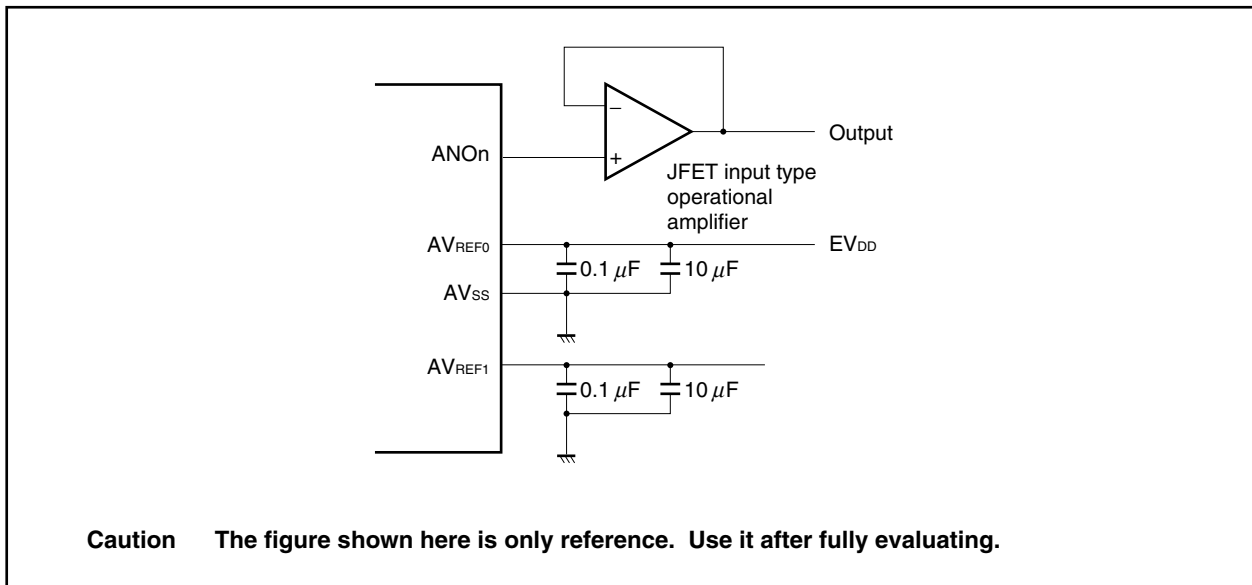 −
ANOn
+
Output
JFET input type
operational
amplifier
AVREF0
EVDD
0.1 μF
10 μF
AVSS
AVREF1
0.1 μF
10 μF
Caution The figure shown here is only reference. Use it after fully evaluating.